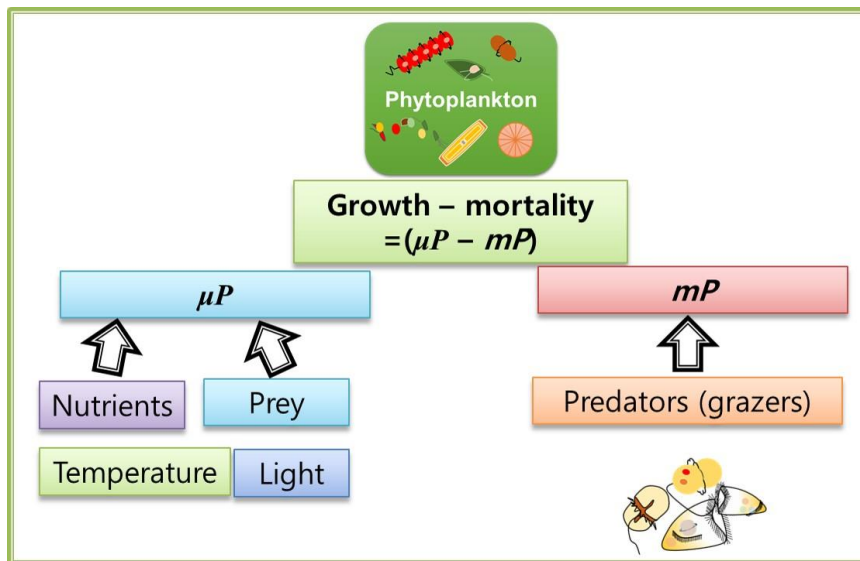 Phytoplankton
Growth – mortality
=(μP – mP)
μP
mP
Nutrients
Prey
Predators (grazers)
Temperature
Light